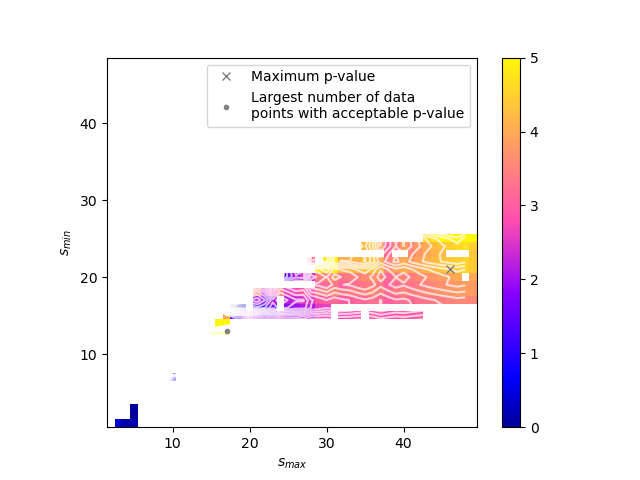 Maximum p-value
Largest number of data
points with acceptable p-value
40
30
20
10
s_min
10
20
30
40
s_max
5
4
3
2
1
0